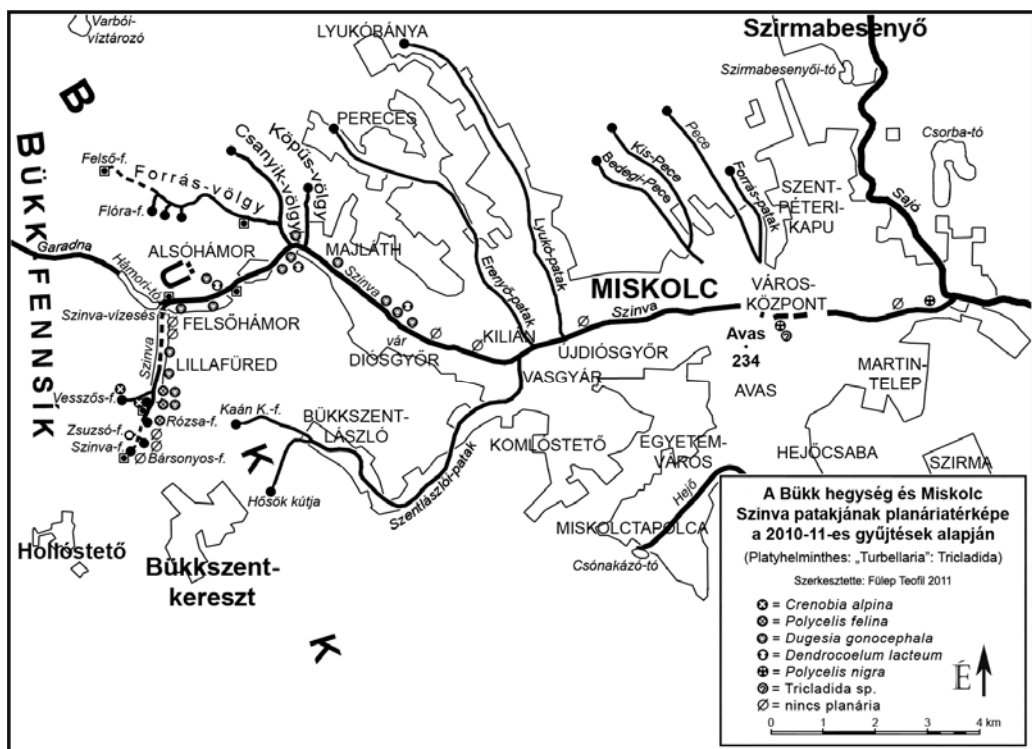 Varbói-
víztározó
LYUKÓBÁNYA
Szirmabesenyő
Szirmabesenyői-tó
B
Ü
K
K
BÜKK FENNSÍK
PERECES
Csanyik-völgy
Köpűs-völgy
Felső-f.
Forrás-völgy
Flóra-f.
Pece
Kis-Pece
Bedegi-Pece
Forrás-patak
Csorba-tó
SZENT-
PÉTERI-
KAPU
Sajó
Garadna
ALSÓHÁMOR
MAJLÁTH
Hámori-tó
Szinva
Erenyő-patak
Lyukó-patak
MISKOLC
Szinva
VÁROS-
KÖZPONT
Szinva-vízesés
FELSŐHÁMOR
vár
DIÓSGYŐR
KILIÁN
ÚJDIÓSGYŐR
Avas
234
Szinva
LILLAFÜRED
VASGYÁR
AVAS
MARTIN-
TELEP
Vesszős-f.
Kaán K.-f.
Rózsa-f.
BÜKKSZENT-
LÁSZLÓ
Zsuzsó-f.
Szinva-f.
Bársonyos-f.
KOMLÓSTETŐ
EGYETEM-
VÁROS
HEJŐCSABA
SZIRMA
Hősök kútja
Szentlászlói-patak
Hejő
MISKOLCTAPOLCA
Csónakázó-tó
Hollóstető
Bükkszent-
kereszt
A Bükk hegység és Miskolc
Szinva patakjának planáriatérképe
a 2010-11-es gyűjtések alapján
(Platyhelminthes: „Turbellaria”: Tricladida)
Szerkesztette: Fülep Teofil 2011
= Crenobia alpina
= Polycelis felina
= Dugesia gonocephala
= Dendrocoelum lacteum
= Polycelis nigra
= Tricladida sp.
∅ = nincs planária
É
0 1 2 3 4 km